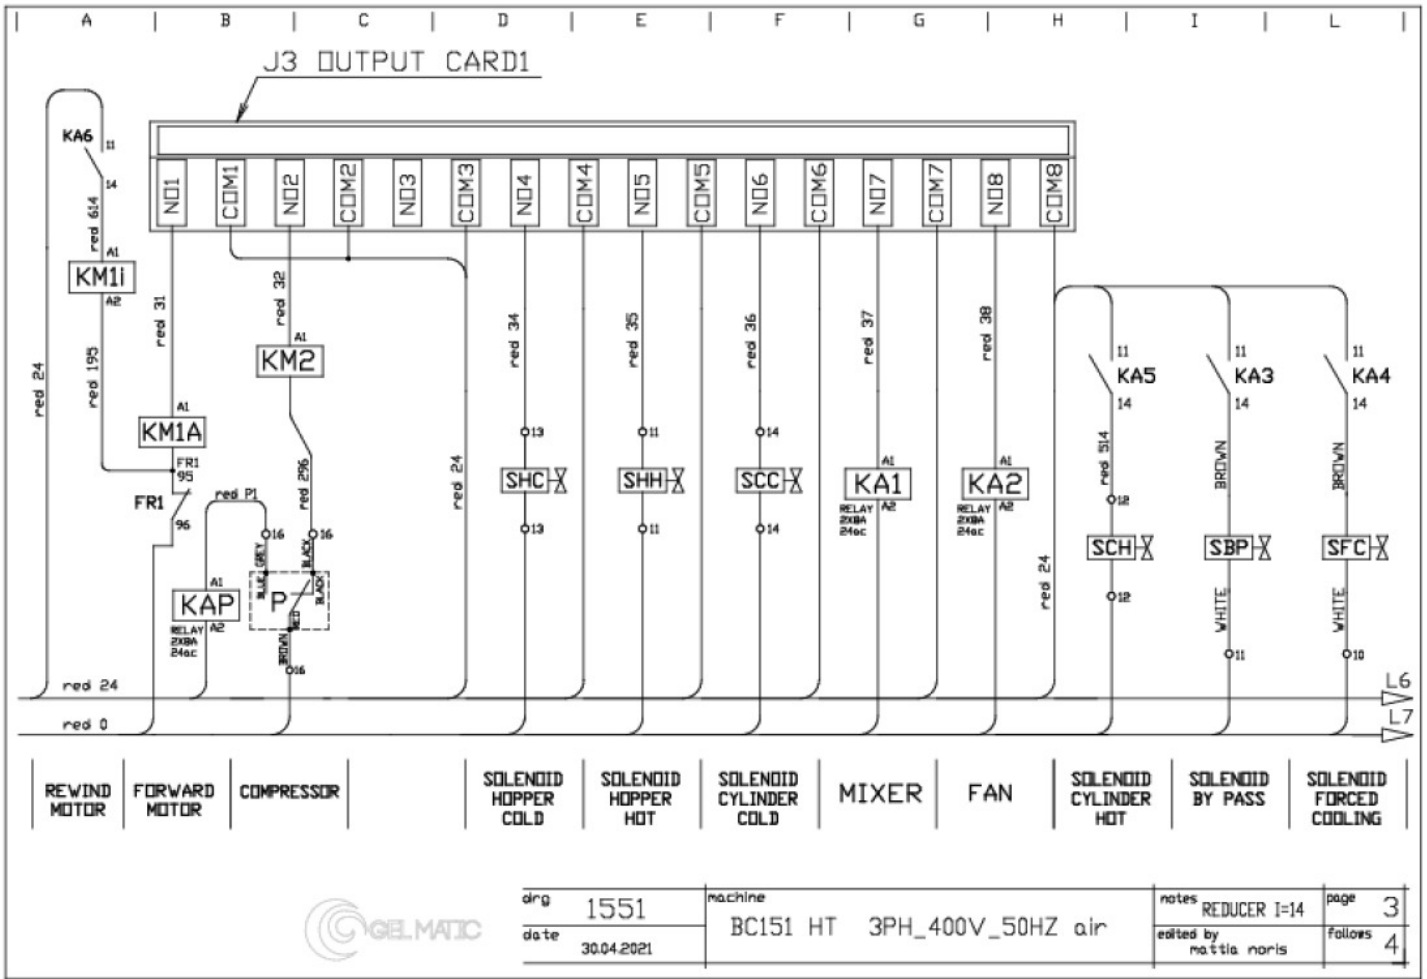 A B C D E F G H I L
J3 OUTPUT CARD1
KA6
11
14
NO1 COM1 NO2 COM2 NO3 COM3 NO4 COM4 NO5 COM5 NO6 COM6 NO7 COM7 NO8 COM8
red 614
A1
KM1i
A2
red 24
red 195
red 31
red 32
A1
KM2
A1
KM1A
FR1
95
FR1
96
red P1
red 296
16
16
BLUE
GREY
BLACK
BLACK
P
RED
BROWN
16
A1
KAP
A2
RELAY
2X8A
24ac
red 24
red 34
13
SHC
13
red 35
11
SHH
11
red 36
14
SCC
14
red 37
A1
KA1
A2
RELAY
2X8A
24ac
red 38
A1
KA2
A2
RELAY
2X8A
24ac
red 24
11
KA5
14
red 514
12
SCH
12
11
KA3
14
BROWN
SBP
WHITE
11
11
KA4
14
BROWN
SFC
WHITE
10
red 24
L6
red 0
L7
REWIND
MOTOR
FORWARD
MOTOR
COMPRESSOR
SOLENOID
HOPPER
COLD
SOLENOID
HOPPER
HOT
SOLENOID
CYLINDER
COLD
MIXER
FAN
SOLENOID
CYLINDER
HOT
SOLENOID
BY PASS
SOLENOID
FORCED
COOLING
GEL MATIC
drg 1551
date 30.04.2021
machine
BC151 HT 3PH_400V_50HZ air
notes REDUCER I=14
edited by
mattia noris
page 3
follows 4